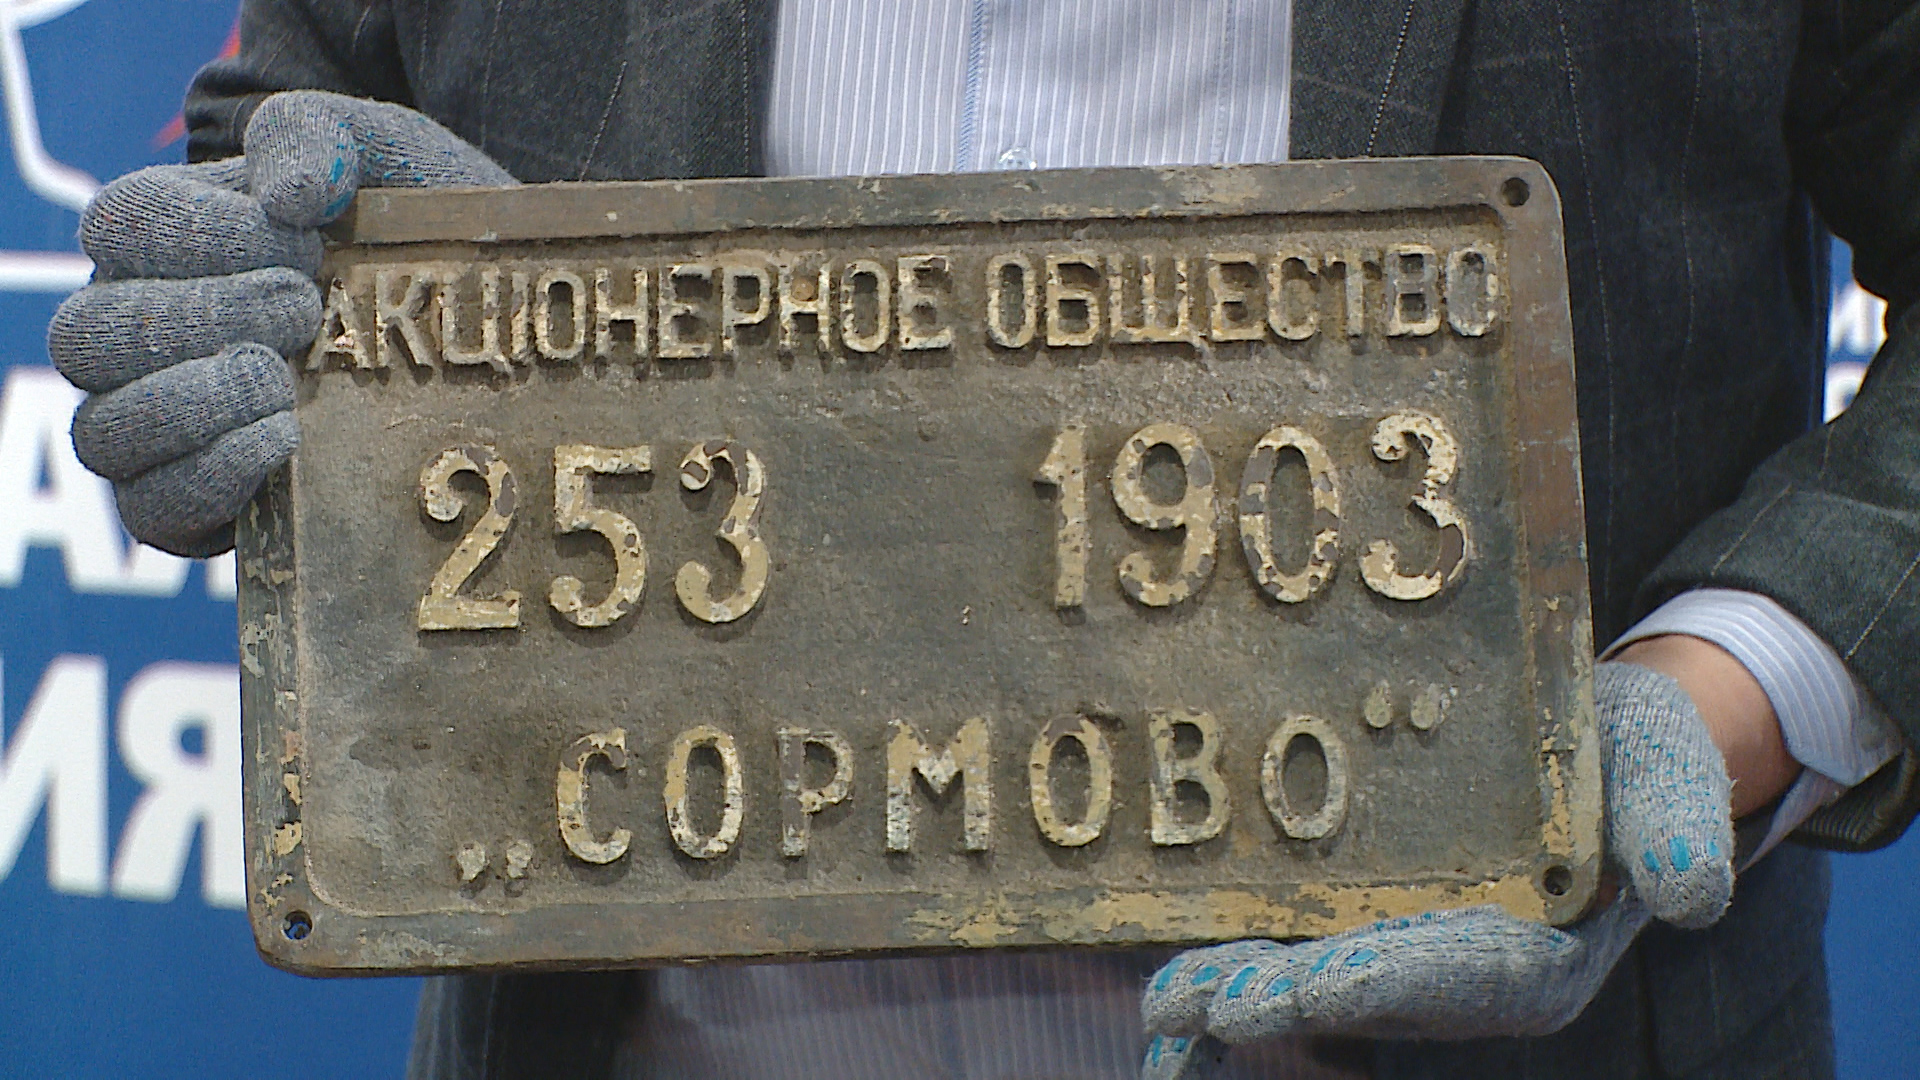 АКЦІОНЕРНОЕ ОБЩЕСТВО
253 1903
„СОРМОВО“